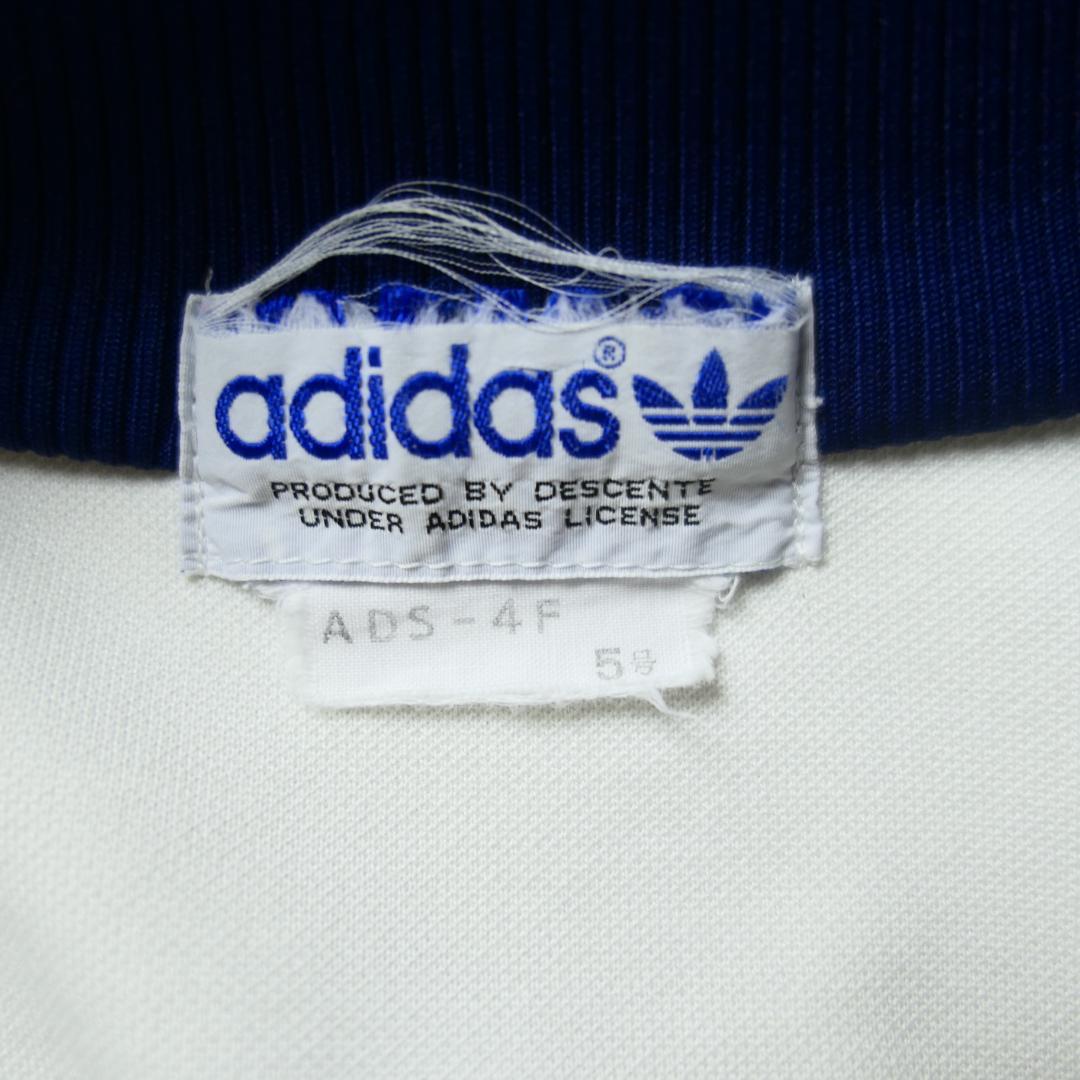 adidas®
PRODUCED BY DESCENTE
UNDER ADIDAS LICENSE
ADS-4F
5号